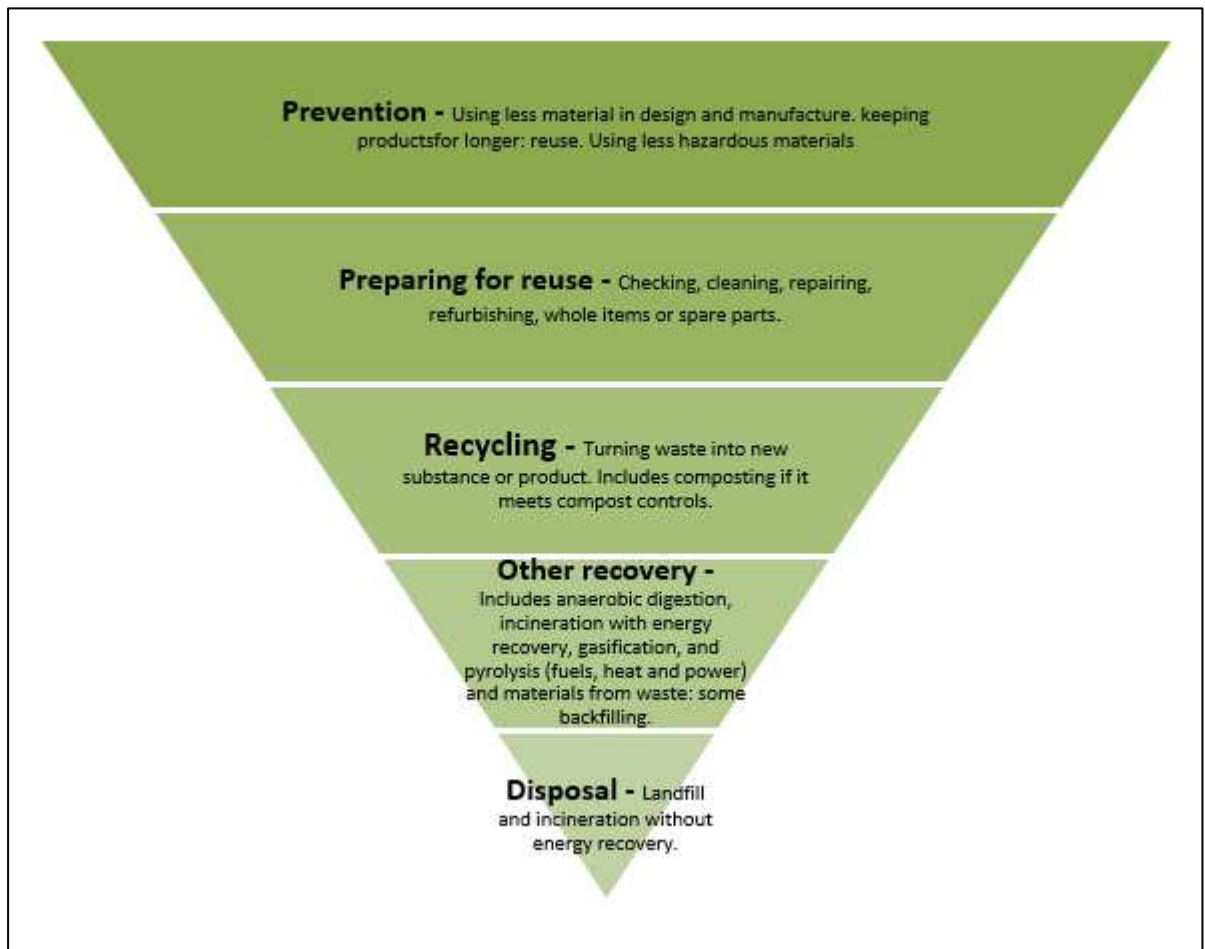 Prevention - Using less material in design and manufacture. keeping
productsfor longer: reuse. Using less hazardous materials
Preparing for reuse - Checking, cleaning, repairing,
refurbishing, whole items or spare parts.
Recycling - Turning waste into new
substance or product. Includes composting if it
meets compost controls.
Other recovery -
Includes anaerobic digestion,
incineration with energy
recovery, gasification, and
pyrolysis (fuels, heat and power)
and materials from waste: some
backfilling.
Disposal - Landfill
and incineration without
energy recovery.